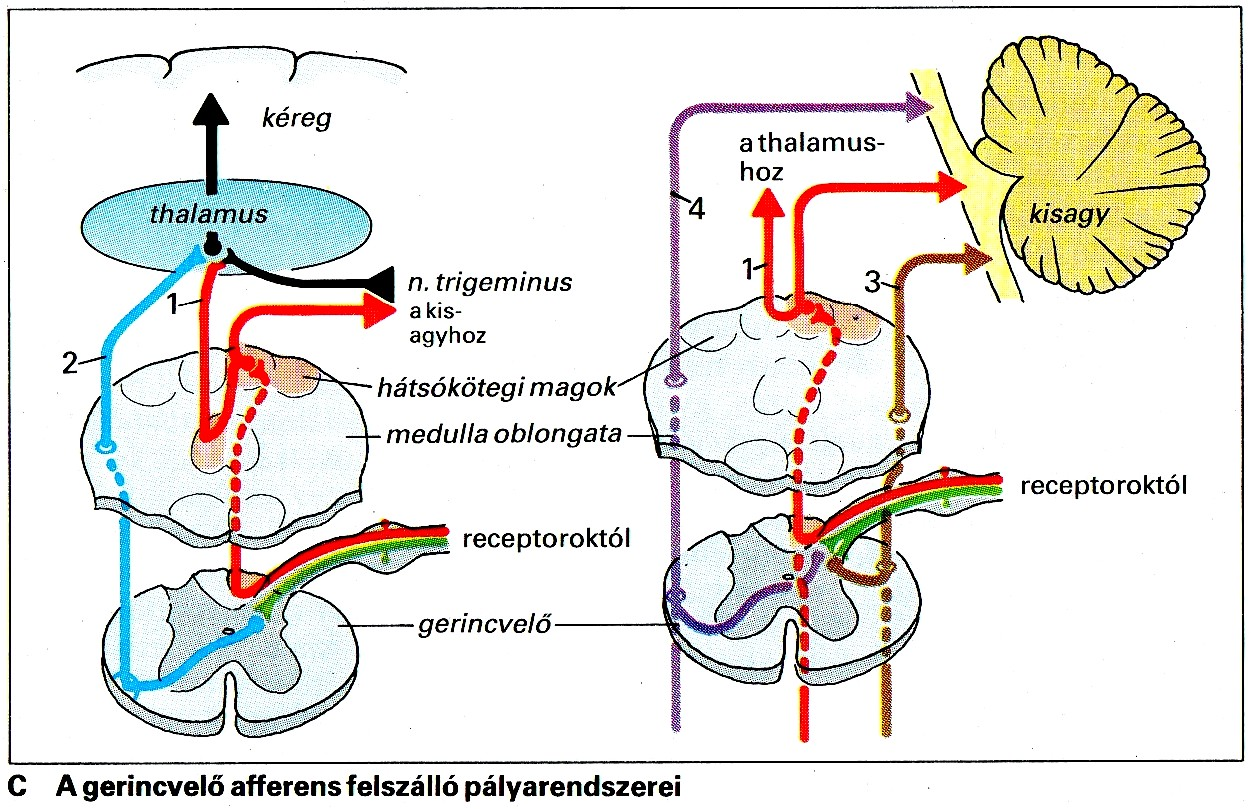 kéreg
thalamus
n. trigeminus
a kis-
agyhoz
1
2
hátsókötegi magok
medulla oblongata
receptoroktól
gerincvelő
a thalamus-
hoz
4
1
3
kisagy
receptoroktól
C A gerincvelő afferens felszálló pályarendszerei